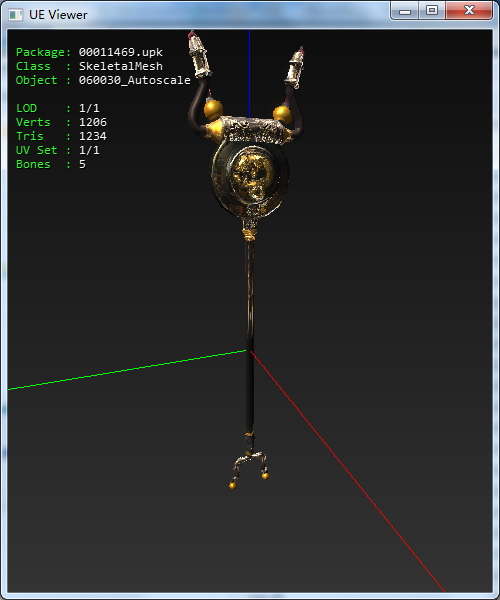 UE Viewer
Package: 00011469.upk
Class  : SkeletalMesh
Object : 060030_Autoscale
LOD    : 1/1
Verts  : 1206
Tris   : 1234
UV Set : 1/1
Bones  : 5